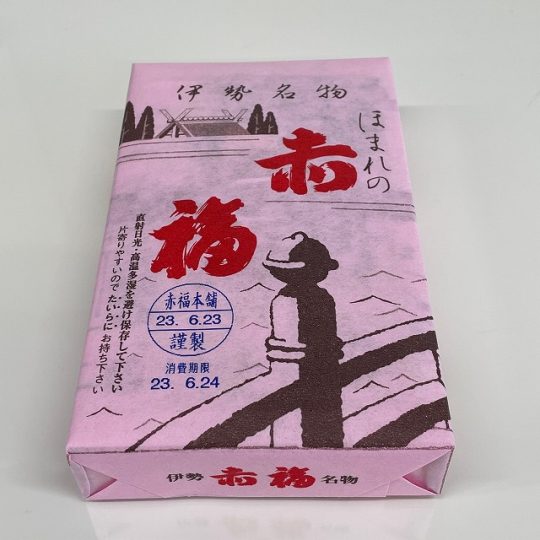 伊勢名物
ほまれの
赤
福
直射日光・高温多湿を避け保存して下さい
片寄りやすいので たいらに お持ち下さい
赤福本舗
23. 6.23
謹製
消費期限
23. 6.24
伊勢 赤福 名物